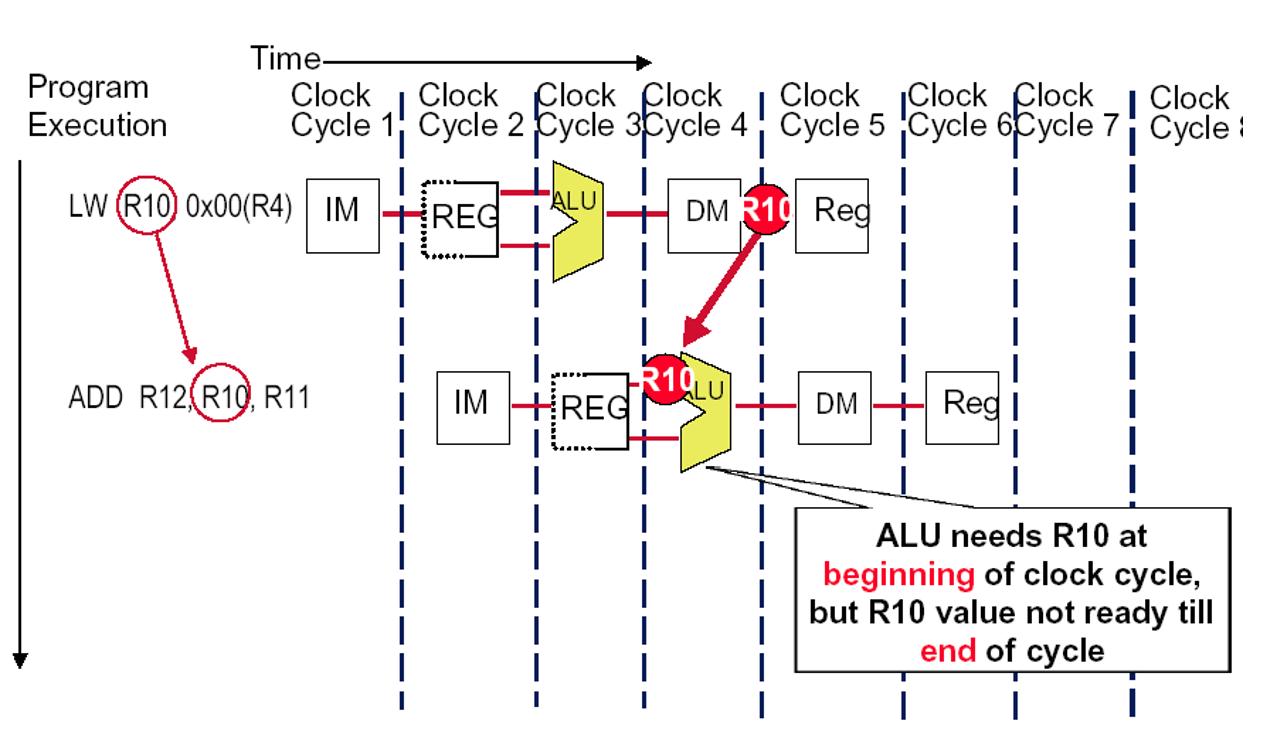 Time
Program
Execution
Clock
Cycle 1
Clock
Cycle 2
Clock
Cycle 3
Clock
Cycle 4
Clock
Cycle 5
Clock
Cycle 6
Clock
Cycle 7
Clock
Cycle
LW R10 0x00(R4)
IM
REG
ALU
DM
R10
Reg
ADD R12, R10, R11
IM
REG
R10
ALU
DM
Reg
ALU needs R10 at
beginning of clock cycle,
but R10 value not ready till
end of cycle